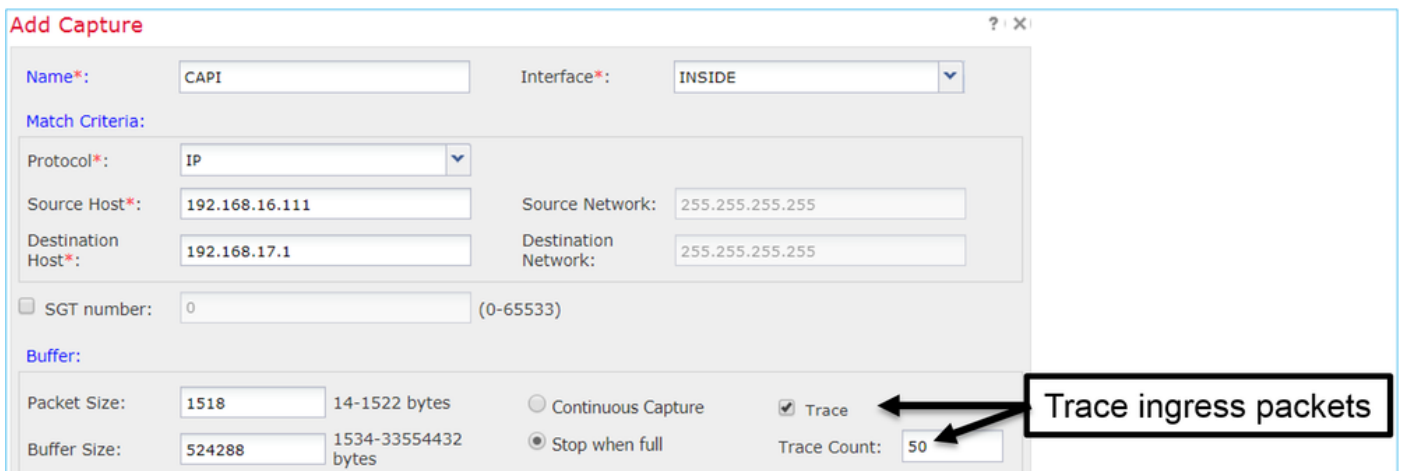 Add Capture ? X
Name*: CAPI Interface*: INSIDE
Match Criteria:
Protocol*: IP
Source Host*: 192.168.16.111 Source Network: 255.255.255.255
Destination Host*: 192.168.17.1 Destination Network: 255.255.255.255
SGT number: 0 (0-65533)
Buffer:
Packet Size: 1518 14-1522 bytes Continuous Capture Trace
Trace ingress packets
Buffer Size: 524288 1534-33554432 bytes Stop when full Trace Count: 50